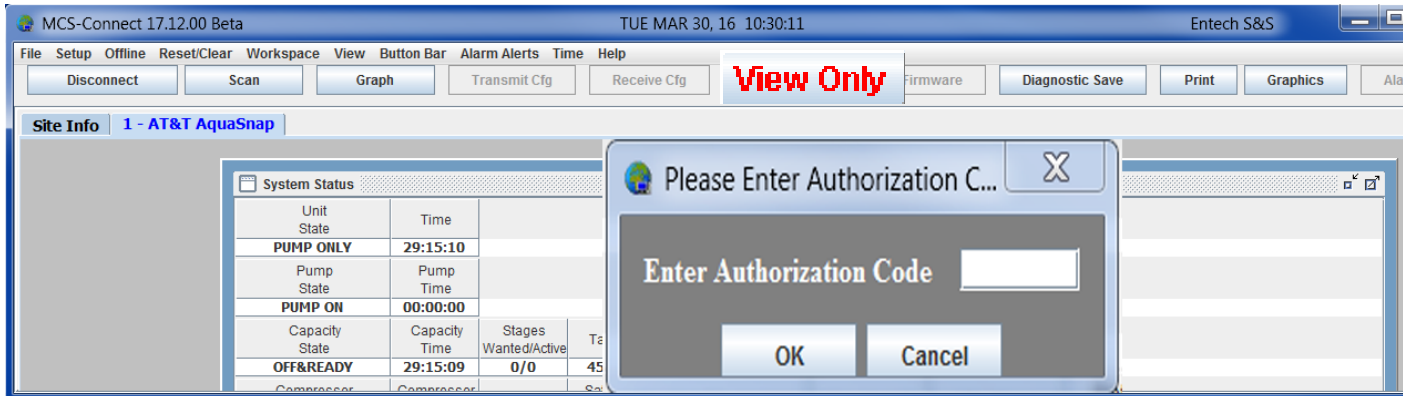 MCS-Connect 17.12.00 Beta TUE MAR 30, 16 10:30:11 Entech S&S
File Setup Offline Reset/Clear Workspace View Button Bar Alarm Alerts Time Help
Disconnect Scan Graph Transmit Cfg Receive Cfg View Only Firmware Diagnostic Save Print Graphics
Site Info 1 - AT&T AquaSnap
System Status
Unit State Time
PUMP ONLY 29:15:10
Pump State Pump Time
PUMP ON 00:00:00
Capacity State Capacity Time Stages Wanted/Active
OFF&READY 29:15:09 0/0 45
Compressor Compressor
Please Enter Authorization C...
Enter Authorization Code
OK Cancel